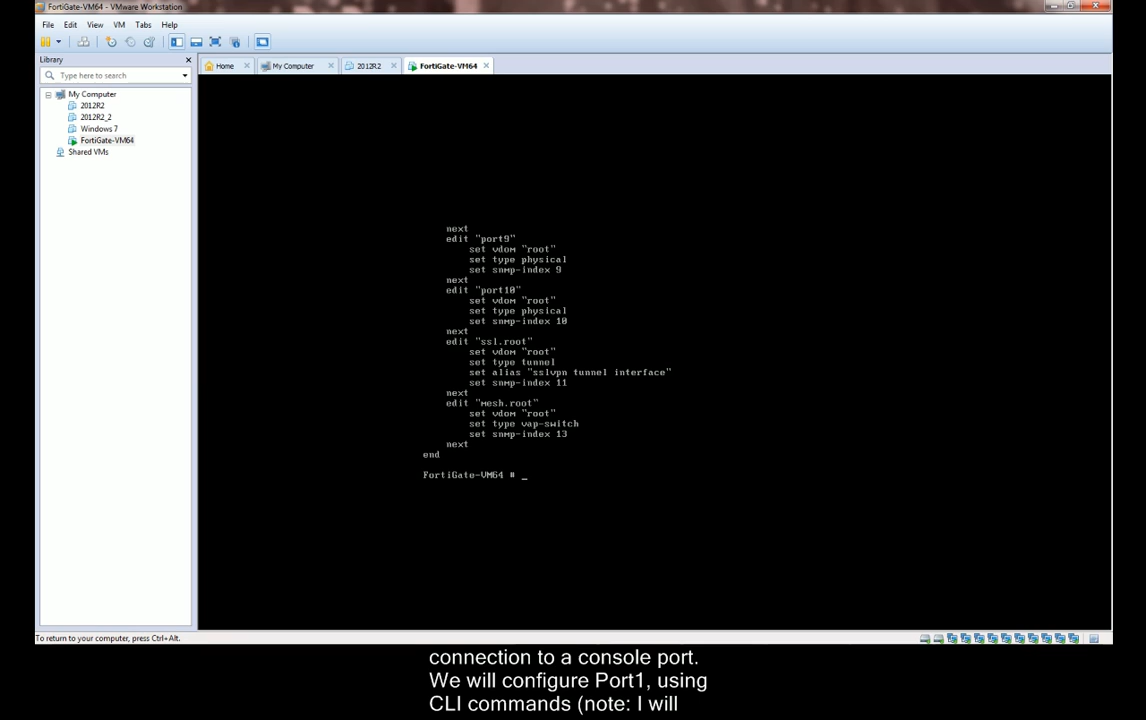 FortiGate-VM64 - VMware Workstation
File Edit View VM Tabs Help
Library
Type here to search
My Computer
2012R2
2012R2_2
Windows 7
FortiGate-VM64
Shared VMs
Home My Computer 2012R2 FortiGate-VM64
next
edit "port9"
set vdom "root"
set type physical
set snmp-index 9
next
edit "port10"
set vdom "root"
set type physical
set snmp-index 10
next
edit "ssl.root"
set vdom "root"
set type tunnel
set alias "sslvpn tunnel interface"
set snmp-index 11
next
edit "mesh.root"
set vdom "root"
set type vap-switch
set snmp-index 13
next
end
FortiGate-VM64 # _
To return to your computer, press Ctrl+Alt.
connection to a console port.
We will configure Port1, using
CLI commands (note: I will